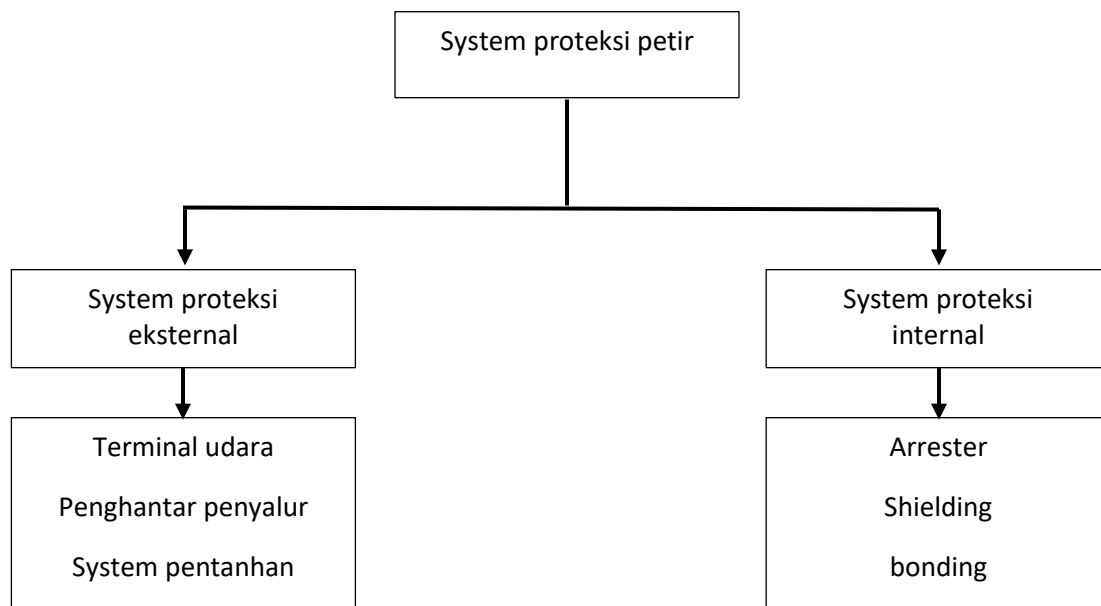 System proteksi petir
System proteksi
eksternal
System proteksi
internal
Terminal udara
Penghantar penyalur
System pentanhan
Arrester
Shielding
bonding